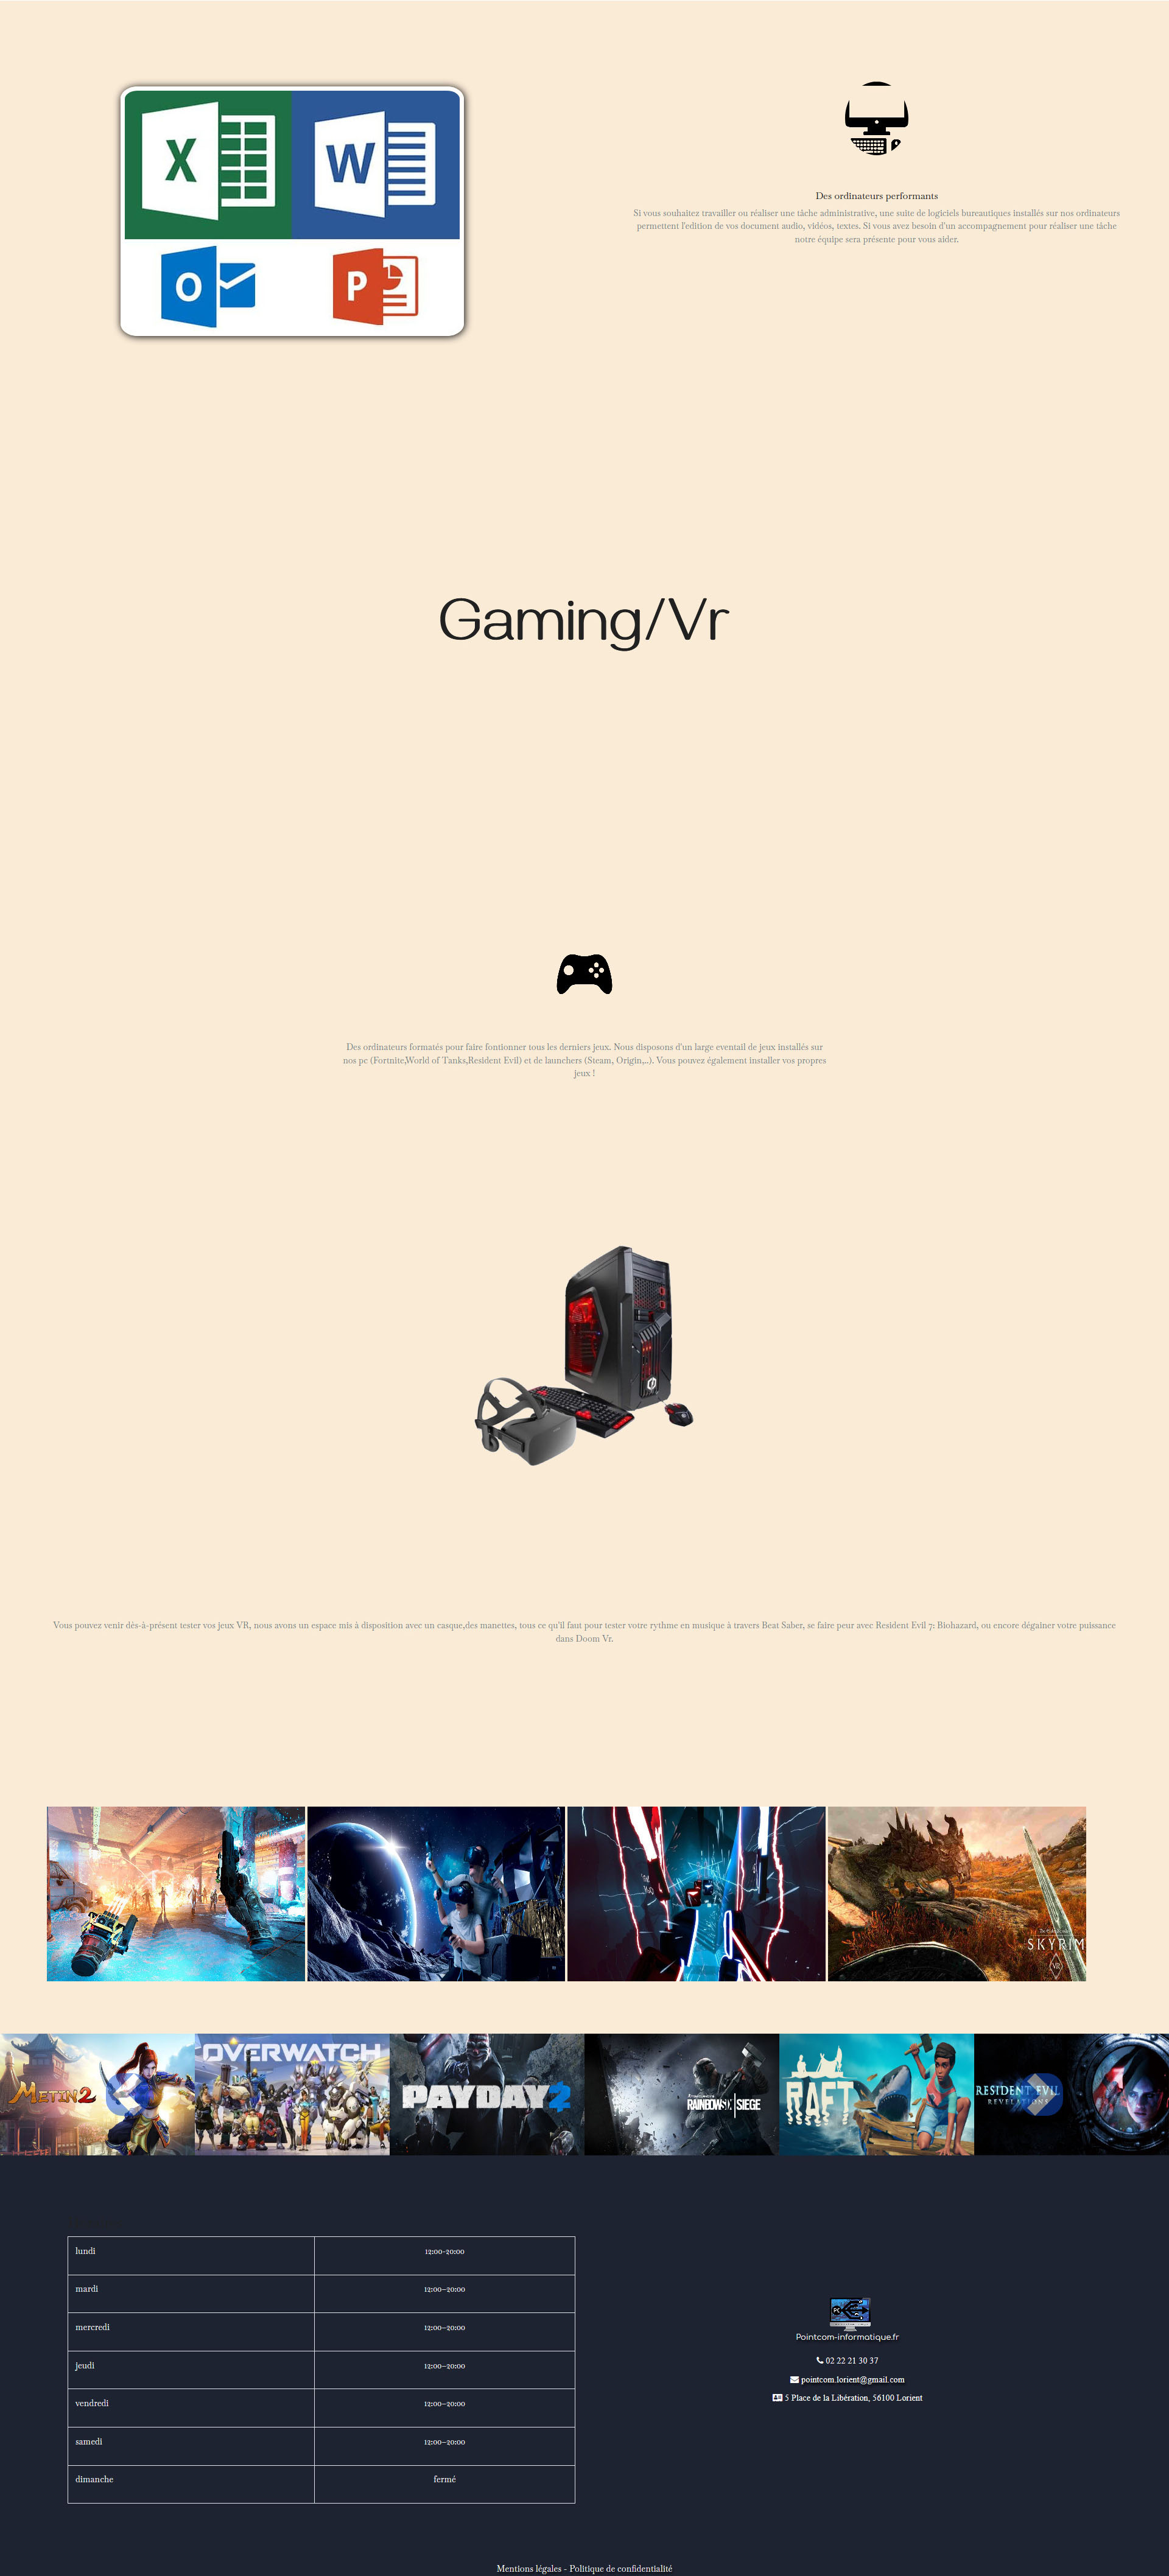 X
W
O
P
Des ordinateurs performants
Si vous souhaitez travailler ou réaliser une tâche administrative, une suite de logiciels bureautiques installés sur nos ordinateurs
permettent l'edition de vos document audio, vidéos, textes. Si vous avez besoin d'un accompagnement pour réaliser une tâche
notre équipe sera présente pour vous aider.
Gaming/Vr
Des ordinateurs formatés pour faire fontionner tous les derniers jeux. Nous disposons d'un large eventail de jeux installés sur
nos pc (Fortnite,World of Tanks,Resident Evil) et de launchers (Steam, Origin,..). Vous pouvez également installer vos propres
jeux !
Vous pouvez venir dés-à-présent tester vos jeux VR, nous avons un espace mis à disposition avec un casque,des manettes, tous ce qu'il faut pour tester votre rythme en musique à travers Beat Saber, se faire peur avec Resident Evil 7: Biohazard, ou encore dégainer votre puissance
dans Doom Vr.
SKYRIM
VR
METIN2
OVERWATCH
PAYDAY 2
RAINBOW SIX | SIEGE
RAFT
RESIDENT EVIL
REVELATIONS
lundi 12:00-20:00
mardi 12:00–20:00
mercredi 12:00–20:00
jeudi 12:00–20:00
vendredi 12:00–20:00
samedi 12:00–20:00
dimanche fermé
PC
Pointcom-informatique.fr
02 22 21 30 37
pointcom.lorient@gmail.com
5 Place de la Libération, 56100 Lorient
Mentions légales - Politique de confidentialité